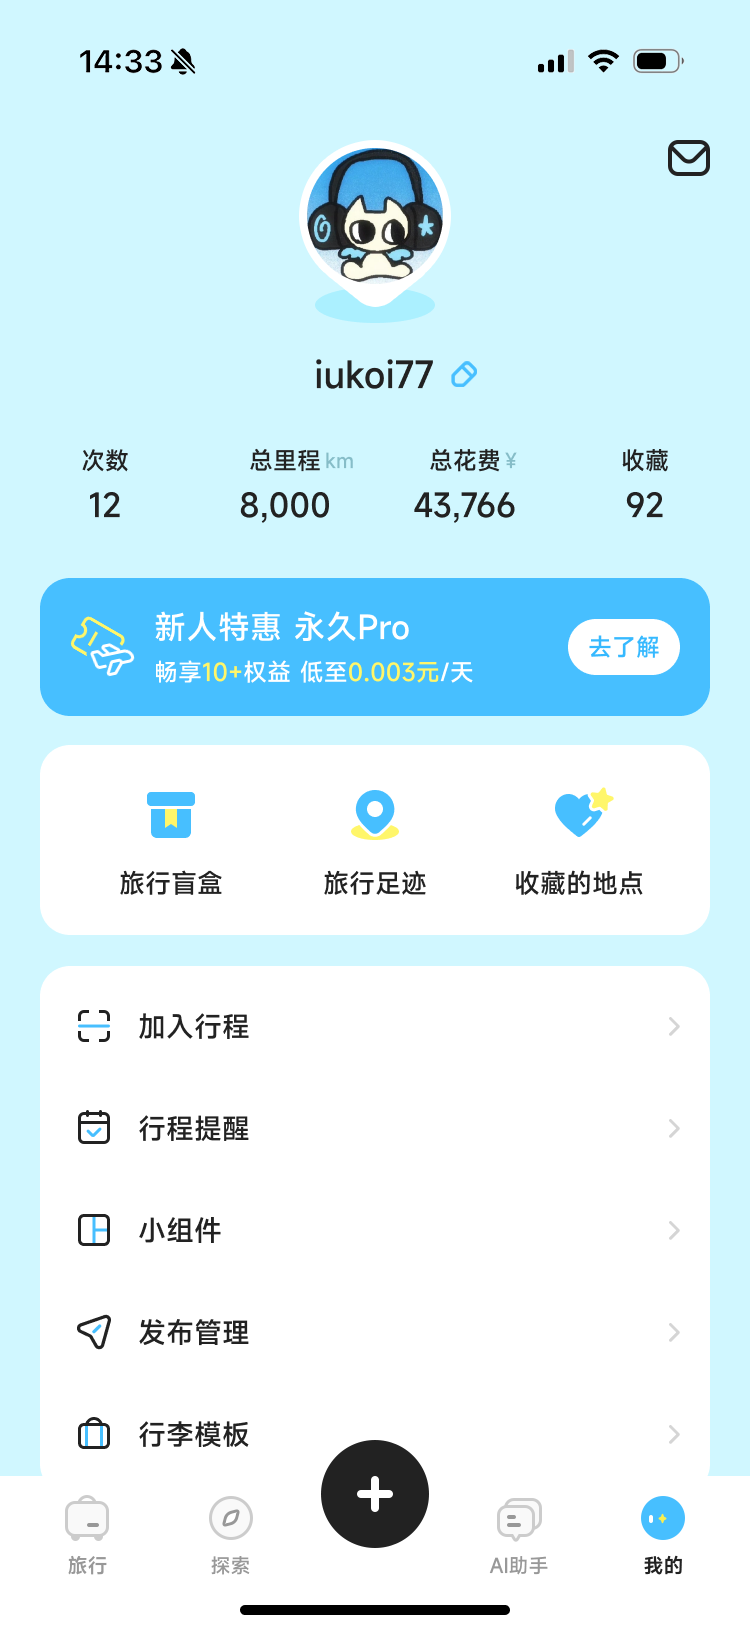 14:33
iukoi77
次数 总里程 km 总花费 ¥ 收藏
12 8,000 43,766 92
新人特惠 永久Pro
畅享10+权益 低至0.003元/天
去了解
旅行盲盒 旅行足迹 收藏的地点
加入行程
行程提醒
小组件
发布管理
行李模板
旅行 探索 AI助手 我的